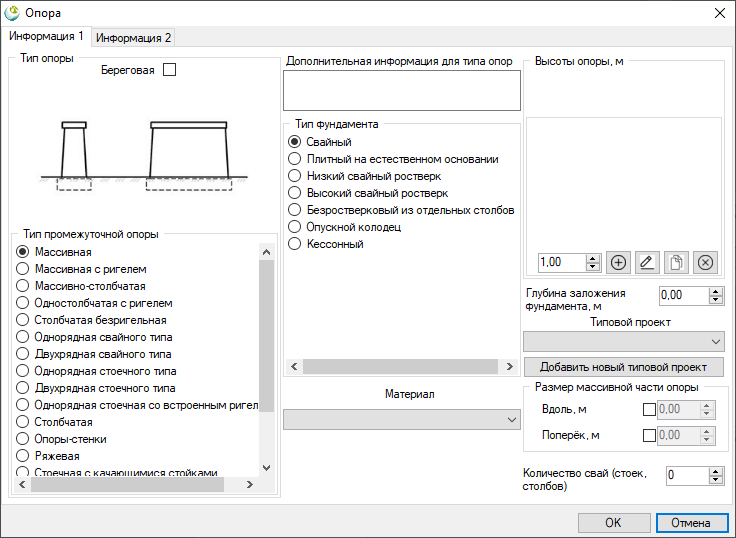 Опора
Информация 1
Информация 2
Тип опоры
Береговая
Тип промежуточной опоры
Массивная
Массивная с ригелем
Массивно-столбчатая
Одностолбчатая с ригелем
Столбчатая безригельная
Однорядная свайного типа
Двухрядная свайного типа
Однорядная стоечного типа
Двухрядная стоечного типа
Однорядная стоечная со встроенным ригел
Столбчатая
Опоры-стенки
Ряжевая
Стоечная с качающимися стойками
Дополнительная информация для типа опор
Тип фундамента
Свайный
Плитный на естественном основании
Низкий свайный ростверк
Высокий свайный ростверк
Безростверковый из отдельных столбов
Опускной колодец
Кессонный
Материал
Высоты опоры, м
1,00
Глубина заложения
фундамента, м
0,00
Типовой проект
Добавить новый типовой проект
Размер массивной части опоры
Вдоль, м
0,00
Поперёк, м
0,00
Количество свай (стоек,
столбов)
0
OK
Отмена